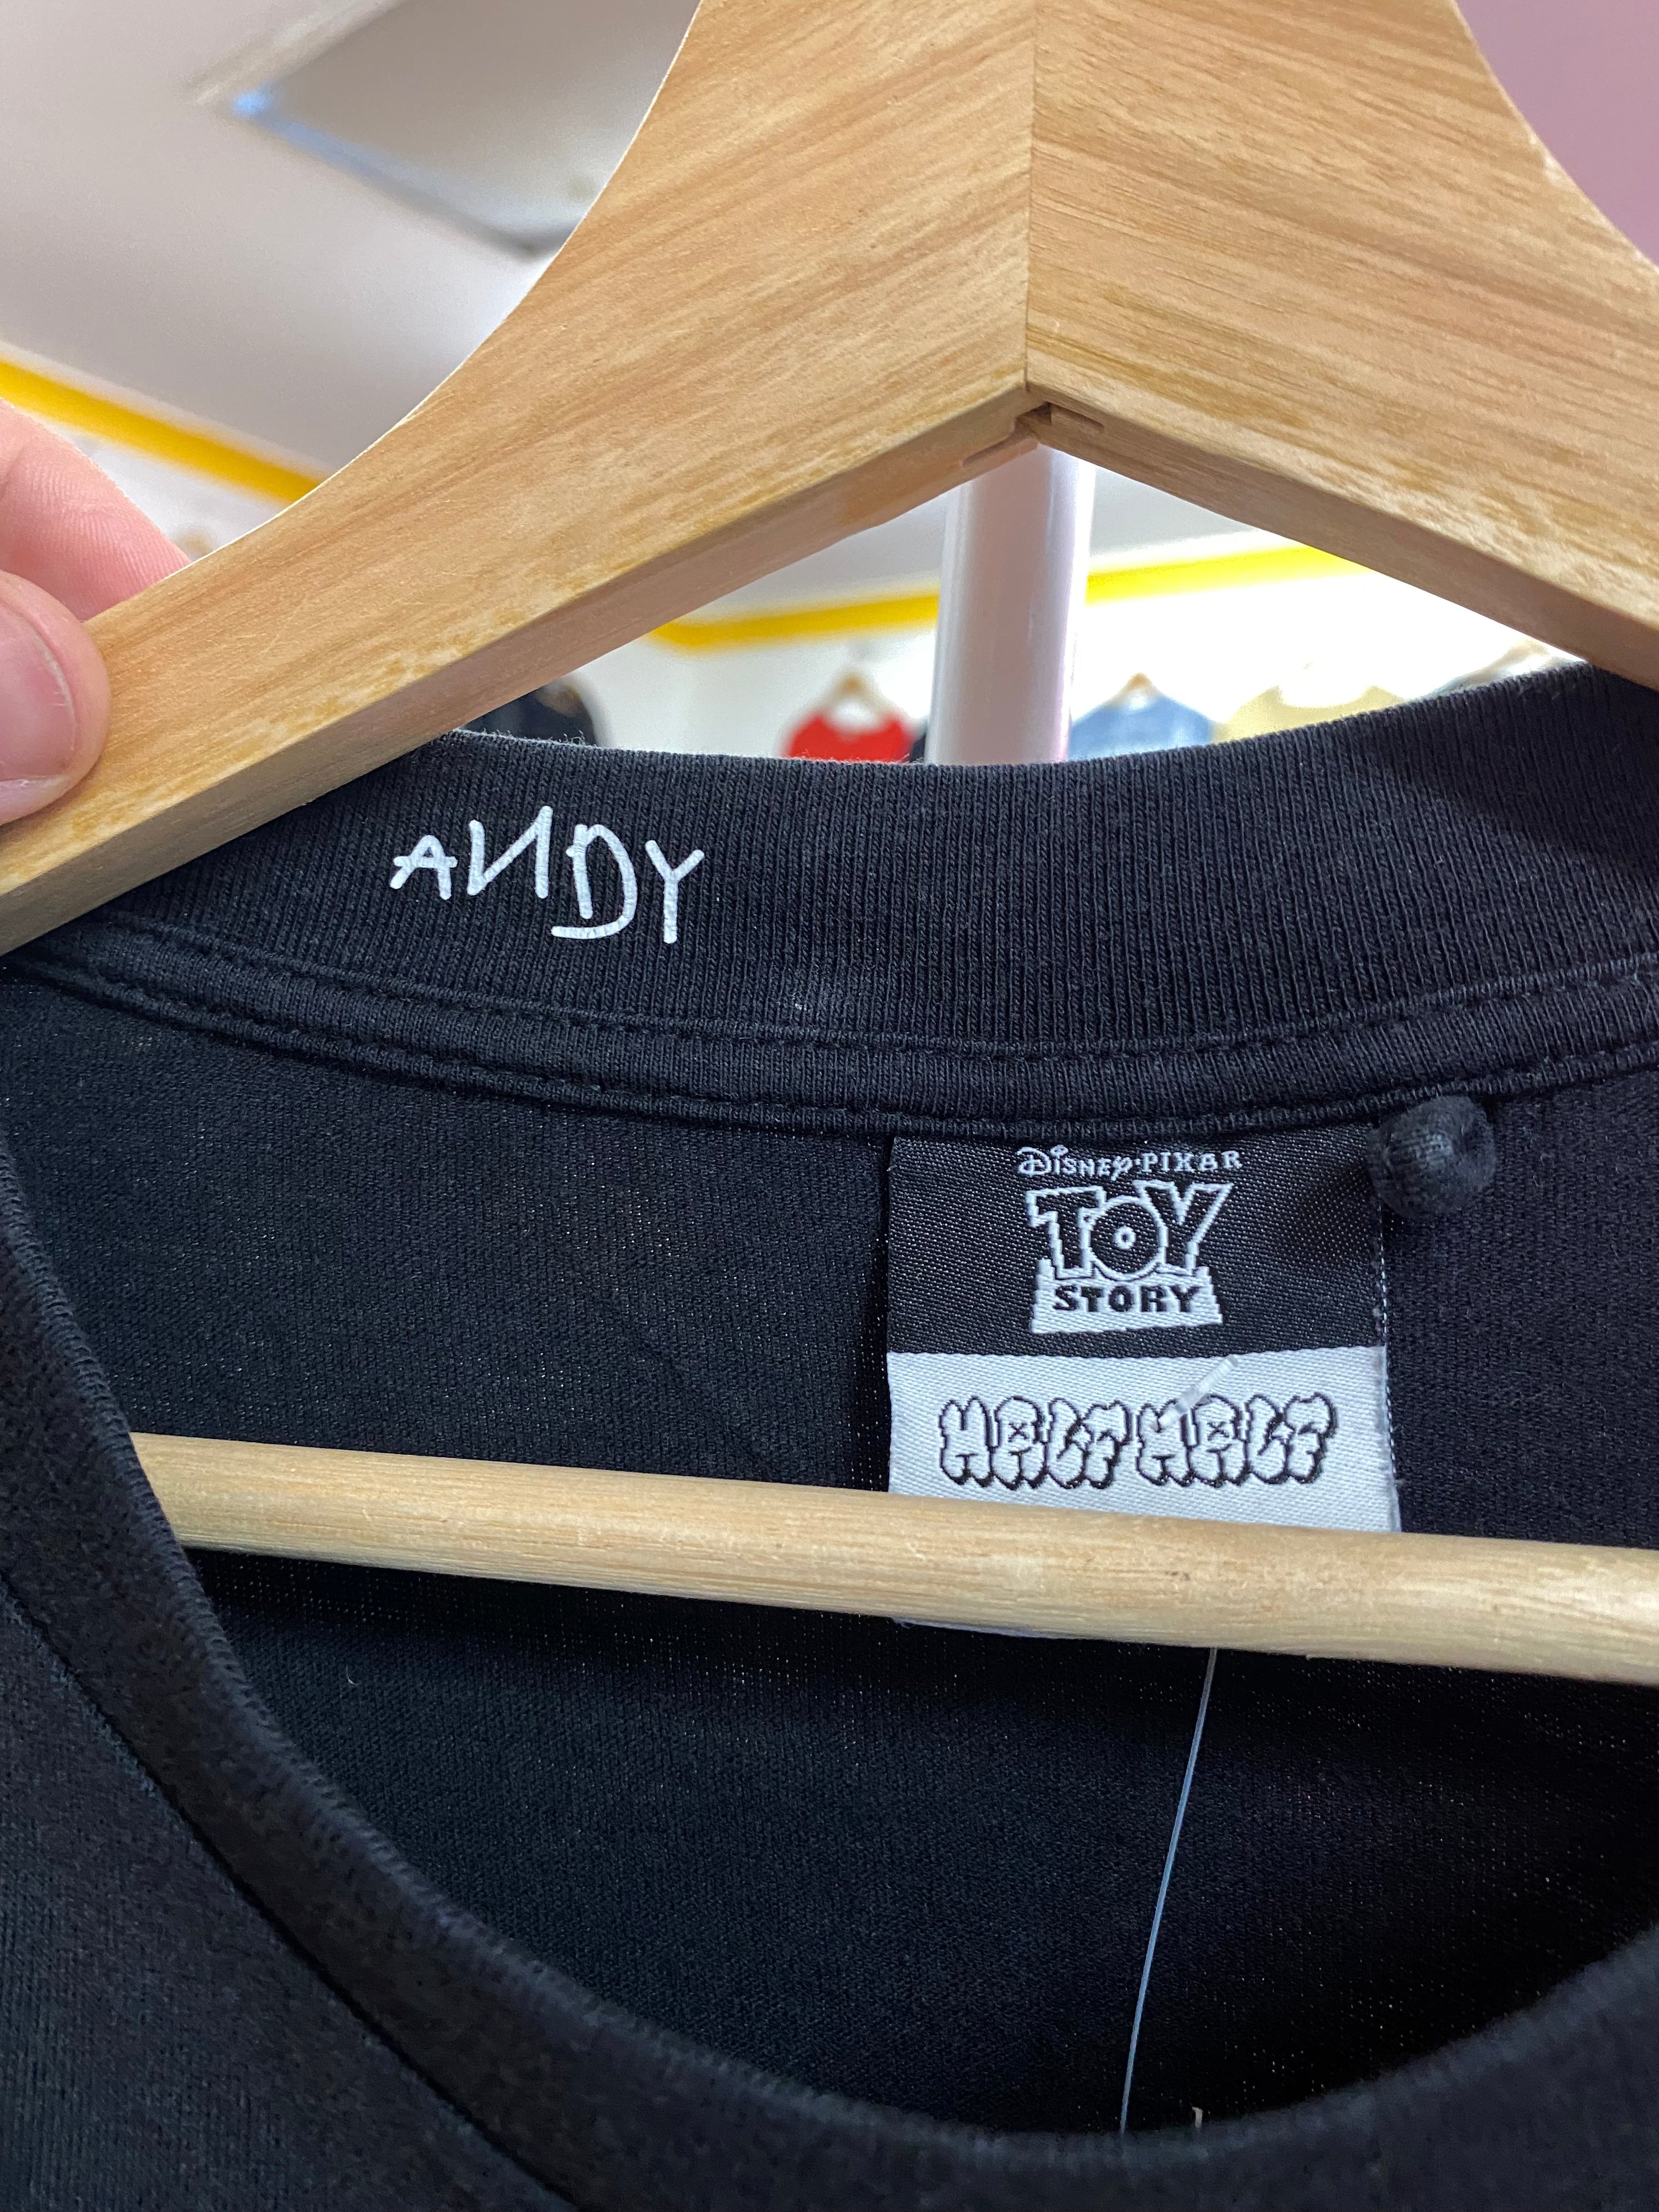 ANDY
Disney·PIXAR
TOY
STORY
HALF HALF